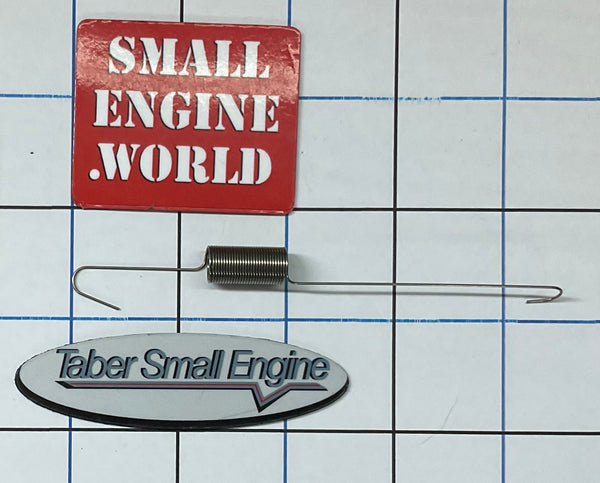 SMALL
ENGINE
.WORLD
Taber Small Engine